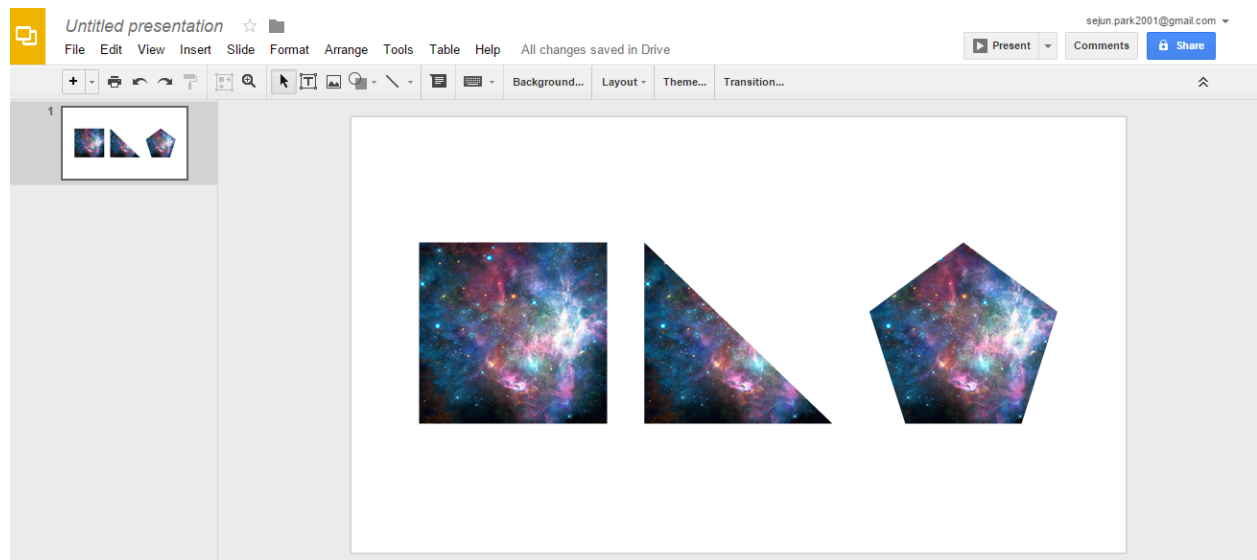 Untitled presentation
sejun.park2001@gmail.com
File Edit View Insert Slide Format Arrange Tools Table Help All changes saved in Drive
Present Comments Share
Background... Layout Theme... Transition...
1